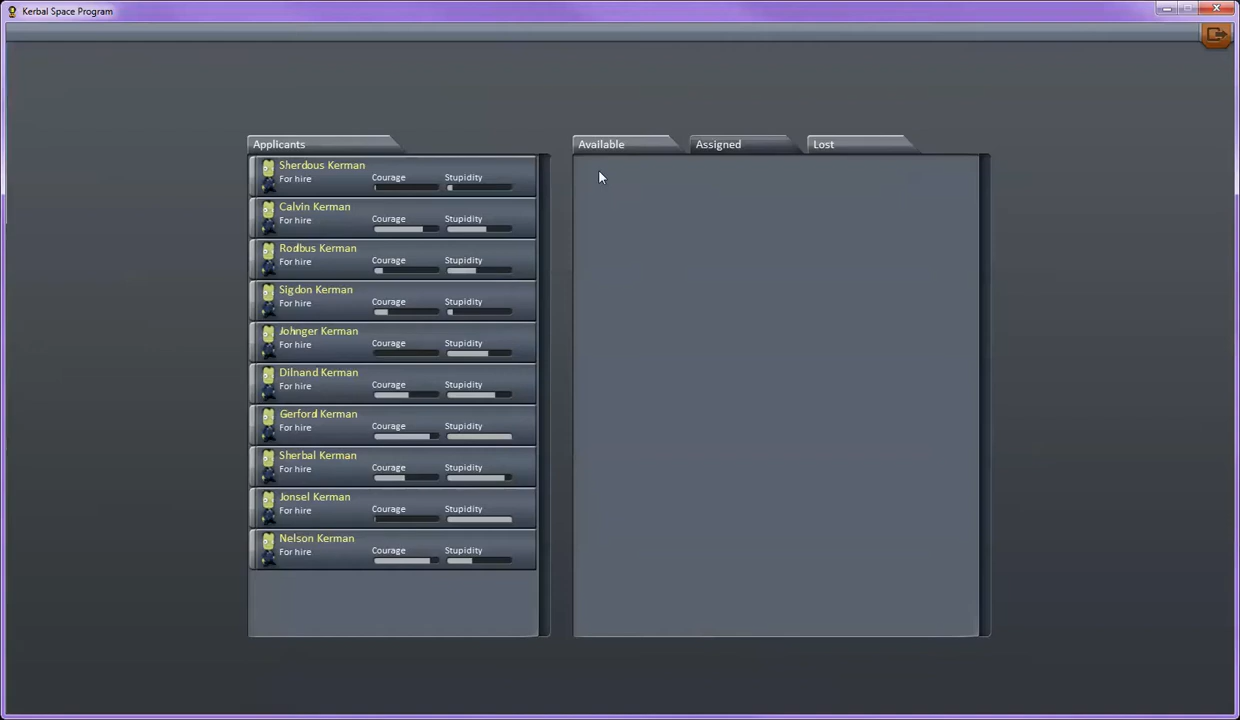 Kerbal Space Program
Applicants
Available
Assigned
Lost
Sherdous Kerman
For hire
Courage
Stupidity
Calvin Kerman
For hire
Courage
Stupidity
Rodbus Kerman
For hire
Courage
Stupidity
Sigdon Kerman
For hire
Courage
Stupidity
Johnger Kerman
For hire
Courage
Stupidity
Dilnand Kerman
For hire
Courage
Stupidity
Gerford Kerman
For hire
Courage
Stupidity
Sherbal Kerman
For hire
Courage
Stupidity
Jonsel Kerman
For hire
Courage
Stupidity
Nelson Kerman
For hire
Courage
Stupidity